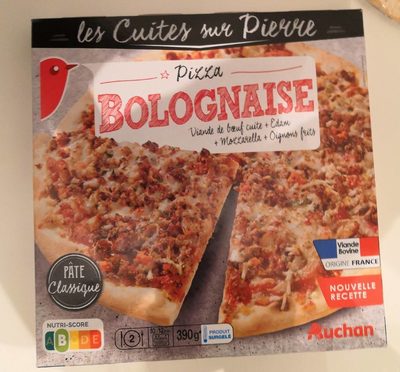 les Cuites sur Pierre
Pizza
BOLOGNAISE
Viande de bœuf cuite + Edam
+ Mozzarella + Oignons frits
PÂTE
Classique
Viande
Bovine
ORIGINE FRANCE
NOUVELLE
RECETTE
Auchan
NUTRI-SCORE
A B C D E
2
390g
PRODUIT
SURGELÉ